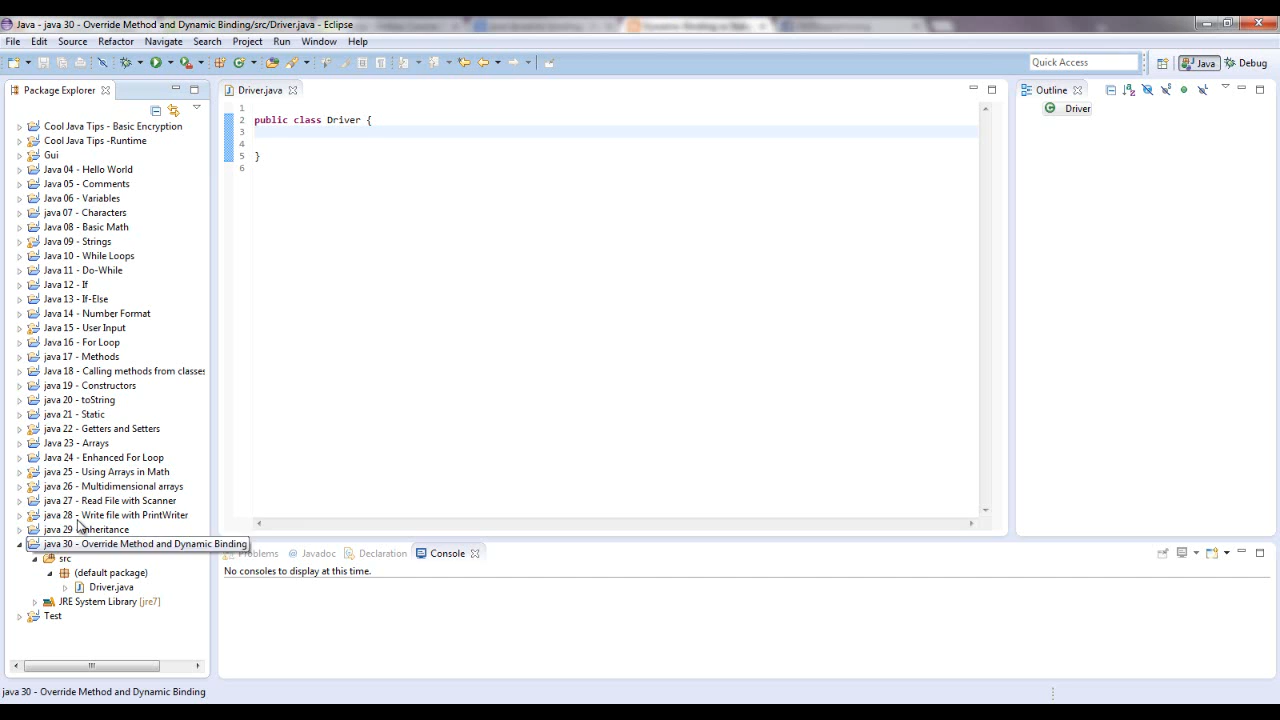 Java - java 30 - Override Method and Dynamic Binding/src/Driver.java - Eclipse
File Edit Source Refactor Navigate Search Project Run Window Help
Quick Access
Java
Debug
Package Explorer
Cool Java Tips - Basic Encryption
Cool Java Tips -Runtime
Gui
Java 04 - Hello World
Java 05 - Comments
Java 06 - Variables
java 07 - Characters
Java 08 - Basic Math
Java 09 - Strings
Java 10 - While Loops
Java 11 - Do-While
Java 12 - If
Java 13 - If-Else
Java 14 - Number Format
Java 15 - User Input
Java 16 - For Loop
java 17 - Methods
Java 18 - Calling methods from classes
java 19 - Constructors
java 20 - toString
java 21 - Static
java 22 - Getters and Setters
Java 23 - Arrays
Java 24 - Enhanced For Loop
java 25 - Using Arrays in Math
java 26 - Multidimensional arrays
java 27 - Read File with Scanner
java 28 - Write file with PrintWriter
java 29 - Inheritance
java 30 - Override Method and Dynamic Binding
src
(default package)
Driver.java
JRE System Library [jre7]
Test
Driver.java
1
2 public class Driver {
3
4
5 }
6
Outline
Driver
Problems Javadoc Declaration Console
No consoles to display at this time.
java 30 - Override Method and Dynamic Binding